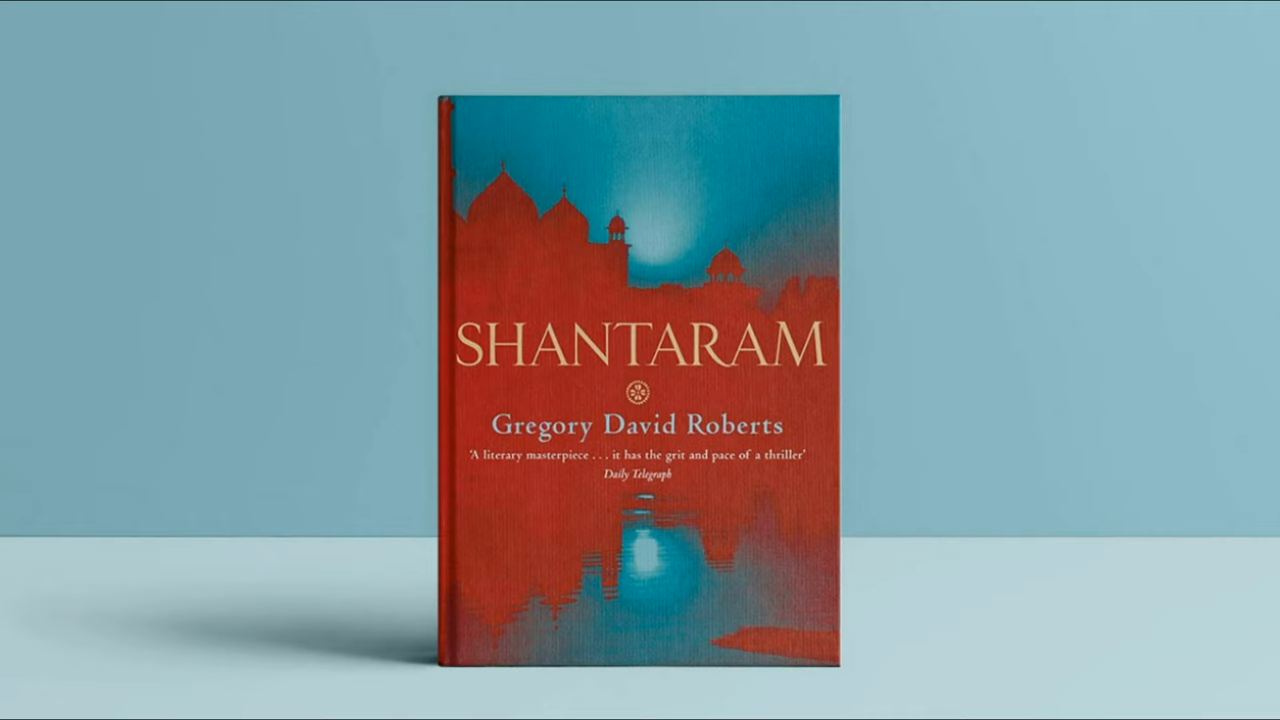 SHANTARAM
Gregory David Roberts
‘A literary masterpiece . . . it has the grit and pace of a thriller’
Daily Telegraph